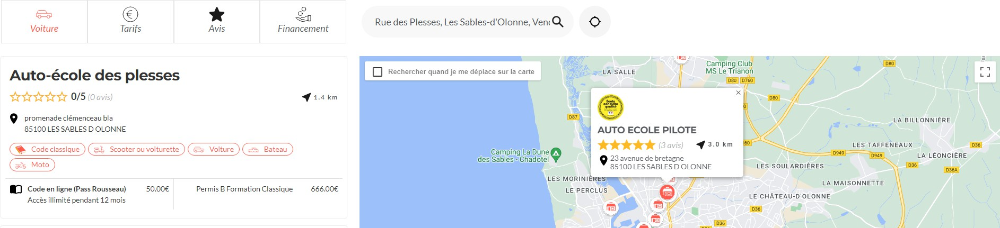 Voiture
Tarifs
Avis
Financement
Rue des Plesses, Les Sables-d'Olonne, Ven
Auto-école des plesses
0/5 (0 avis)
1.4 km
promenade clémenceau bla
85100 LES SABLES D OLONNE
Code classique
Scooter ou voiturette
Voiture
Bateau
Moto
Code en ligne (Pass Rousseau) 50.00€
Accès illimité pendant 12 mois
Permis B Formation Classique 666.00€
Rechercher quand je me déplace sur la carte
LA SALLE
Camping Club
MS Le Trianon
D80
D80
D760
D80
D87
École
conduite
qualité
AUTO ECOLE PILOTE
(3 avis)
3.0 km
23 avenue de bretagne
85100 LES SABLES D OLONNE
Camping La Dune
des Sables - Chadotel
LA BILLONNIÈRE
LES TAFFENEAUX
D36
LA LÉONCIÈRE
D949
D949
D36
D36A
LES SOULARDIÈRES
LES MORINIÈRES
LE PERCLUS
LA MAISONNETTE
LE CHÂTEAU-D'OLONNE
D36
D36
D36